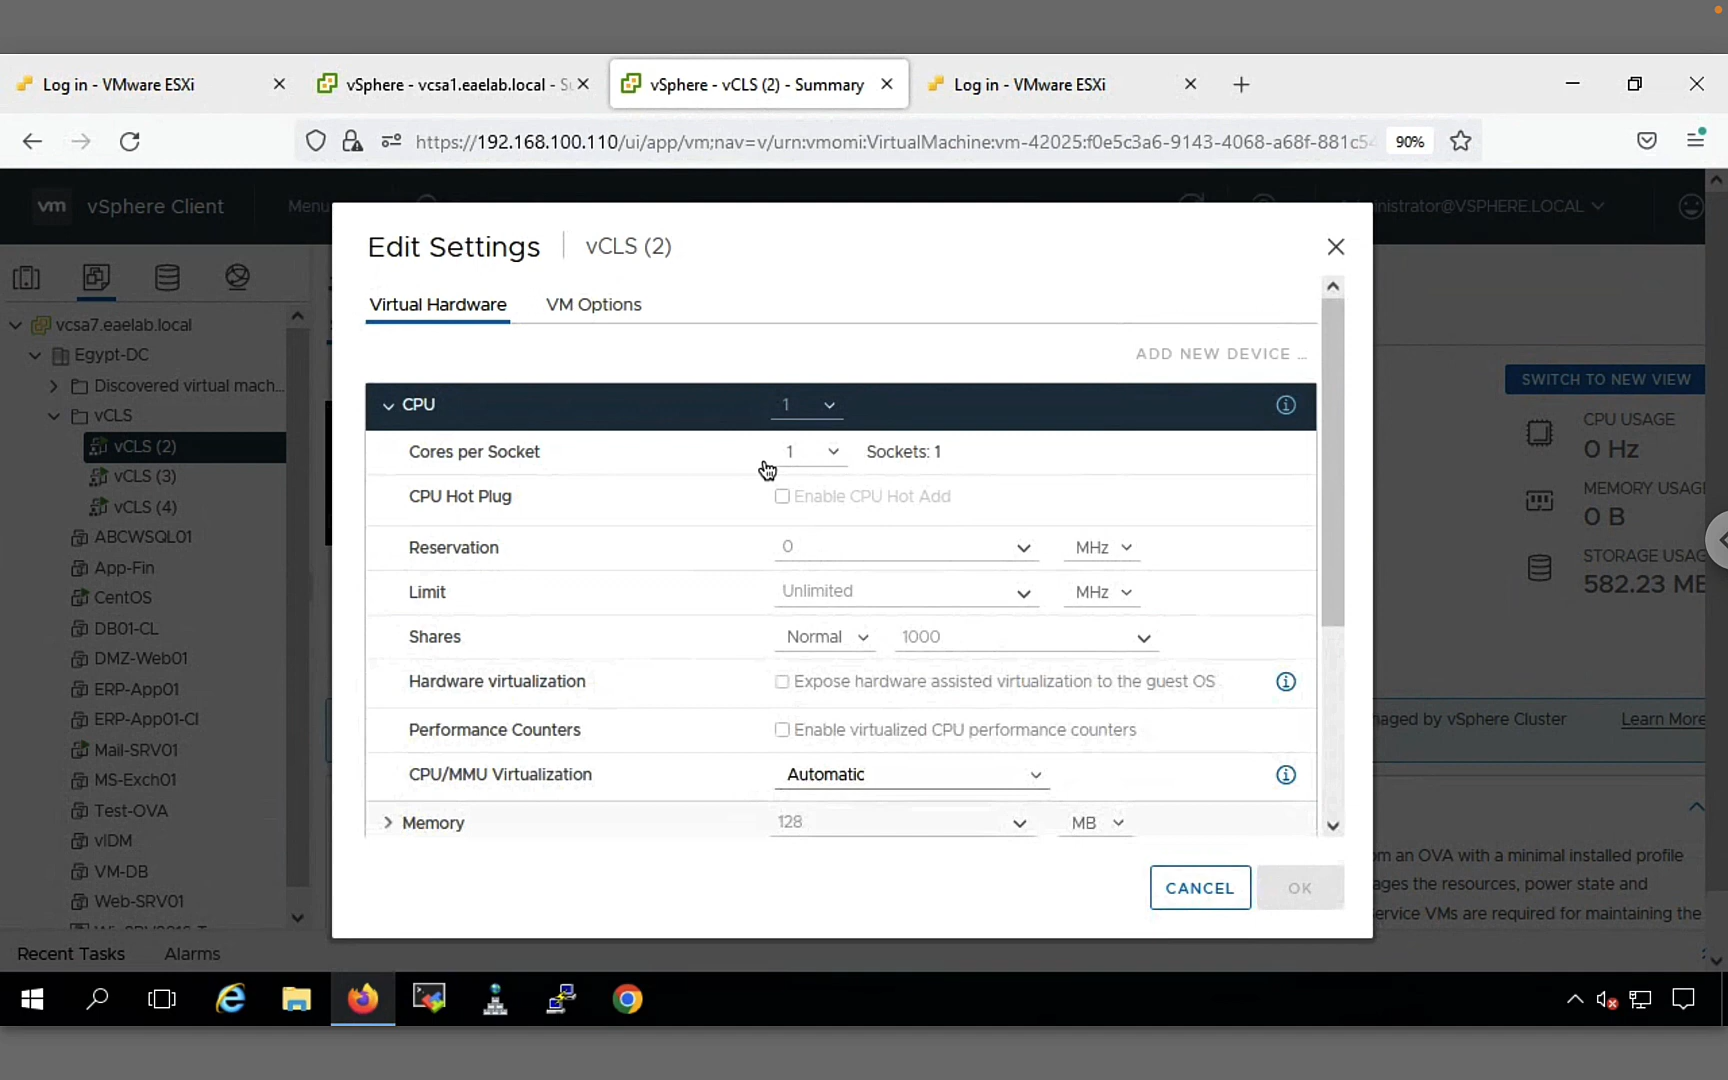 Log in - VMware ESXi
vSphere - vcsa1.eaelab.local - Su
vSphere - vCLS (2) - Summary
Log in - VMware ESXi
https://192.168.100.110/ui/app/vm;nav=v/urn:vmomi:VirtualMachine:vm-42025:f0e5c3a6-9143-4068-a68f-881c54
90%
vm vSphere Client
Menu
inistrator@VSPHERE.LOCAL
Edit Settings
vCLS (2)
Virtual Hardware
VM Options
ADD NEW DEVICE ...
CPU
1
Cores per Socket
1
Sockets: 1
CPU Hot Plug
Enable CPU Hot Add
Reservation
0
MHz
Limit
Unlimited
MHz
Shares
Normal
1000
Hardware virtualization
Expose hardware assisted virtualization to the guest OS
Performance Counters
Enable virtualized CPU performance counters
CPU/MMU Virtualization
Automatic
Memory
128
MB
CANCEL
OK
vcsa7.eaelab.local
Egypt-DC
Discovered virtual mach...
vCLS
vCLS (2)
vCLS (3)
vCLS (4)
ABCWSQL01
App-Fin
CentOS
DB01-CL
DMZ-Web01
ERP-App01
ERP-App01-Cl
Mail-SRV01
MS-Exch01
Test-OVA
vIDM
VM-DB
Web-SRV01
SWITCH TO NEW VIEW
CPU USAGE
0 Hz
MEMORY USAG
0 B
STORAGE USAG
582.23 MB
naged by vSphere Cluster
Learn More
om an OVA with a minimal installed profile
ages the resources, power state and
ervice VMs are required for maintaining the
Recent Tasks
Alarms